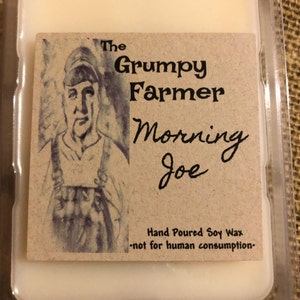 The
Grumpy
Farmer
Morning
Joe
Hand Poured Soy Wax
-not for human consumption-